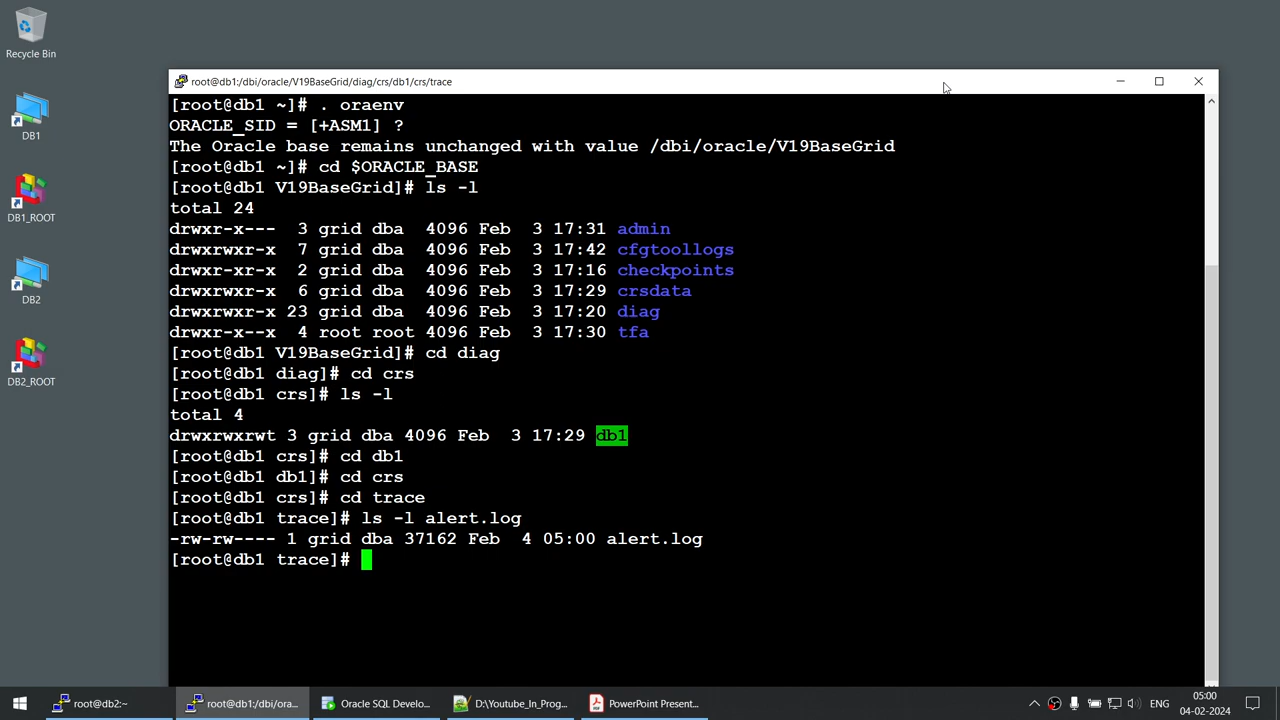 Recycle Bin
DB1
DB1_ROOT
DB2
DB2_ROOT
root@db1:/dbi/oracle/V19BaseGrid/diag/crs/db1/crs/trace
[root@db1 ~]# . oraenv
ORACLE_SID = [+ASM1] ?
The Oracle base remains unchanged with value /dbi/oracle/V19BaseGrid
[root@db1 ~]# cd $ORACLE_BASE
[root@db1 V19BaseGrid]# ls -l
total 24
drwxr-x--- 3 grid dba 4096 Feb 3 17:31 admin
drwxrwxr-x 7 grid dba 4096 Feb 3 17:42 cfgtoollogs
drwxrwxr-x 2 grid dba 4096 Feb 3 17:16 checkpoints
drwxrwxr-x 6 grid dba 4096 Feb 3 17:29 crsdata
drwxrwxr-x 23 grid dba 4096 Feb 3 17:20 diag
drwxr-x--x 4 root root 4096 Feb 3 17:30 tfa
[root@db1 V19BaseGrid]# cd diag
[root@db1 diag]# cd crs
[root@db1 crs]# ls -l
total 4
drwxrwxrwt 3 grid dba 4096 Feb 3 17:29 db1
[root@db1 crs]# cd db1
[root@db1 db1]# cd crs
[root@db1 crs]# cd trace
[root@db1 trace]# ls -l alert.log
-rw-rw---- 1 grid dba 37162 Feb 4 05:00 alert.log
[root@db1 trace]#
root@db2:~
root@db1:/dbi/ora...
Oracle SQL Develo...
D:\Youtube_In_Prog...
PowerPoint Present...
ENG
05:00
04-02-2024